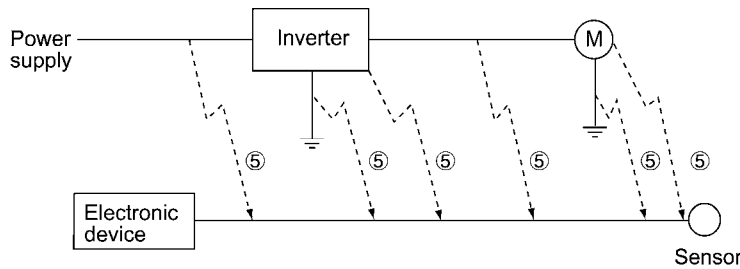 Power
supply
Inverter
M
⑤ ⑤ ⑤ ⑤ ⑤ ⑤
Electronic
device
Sensor